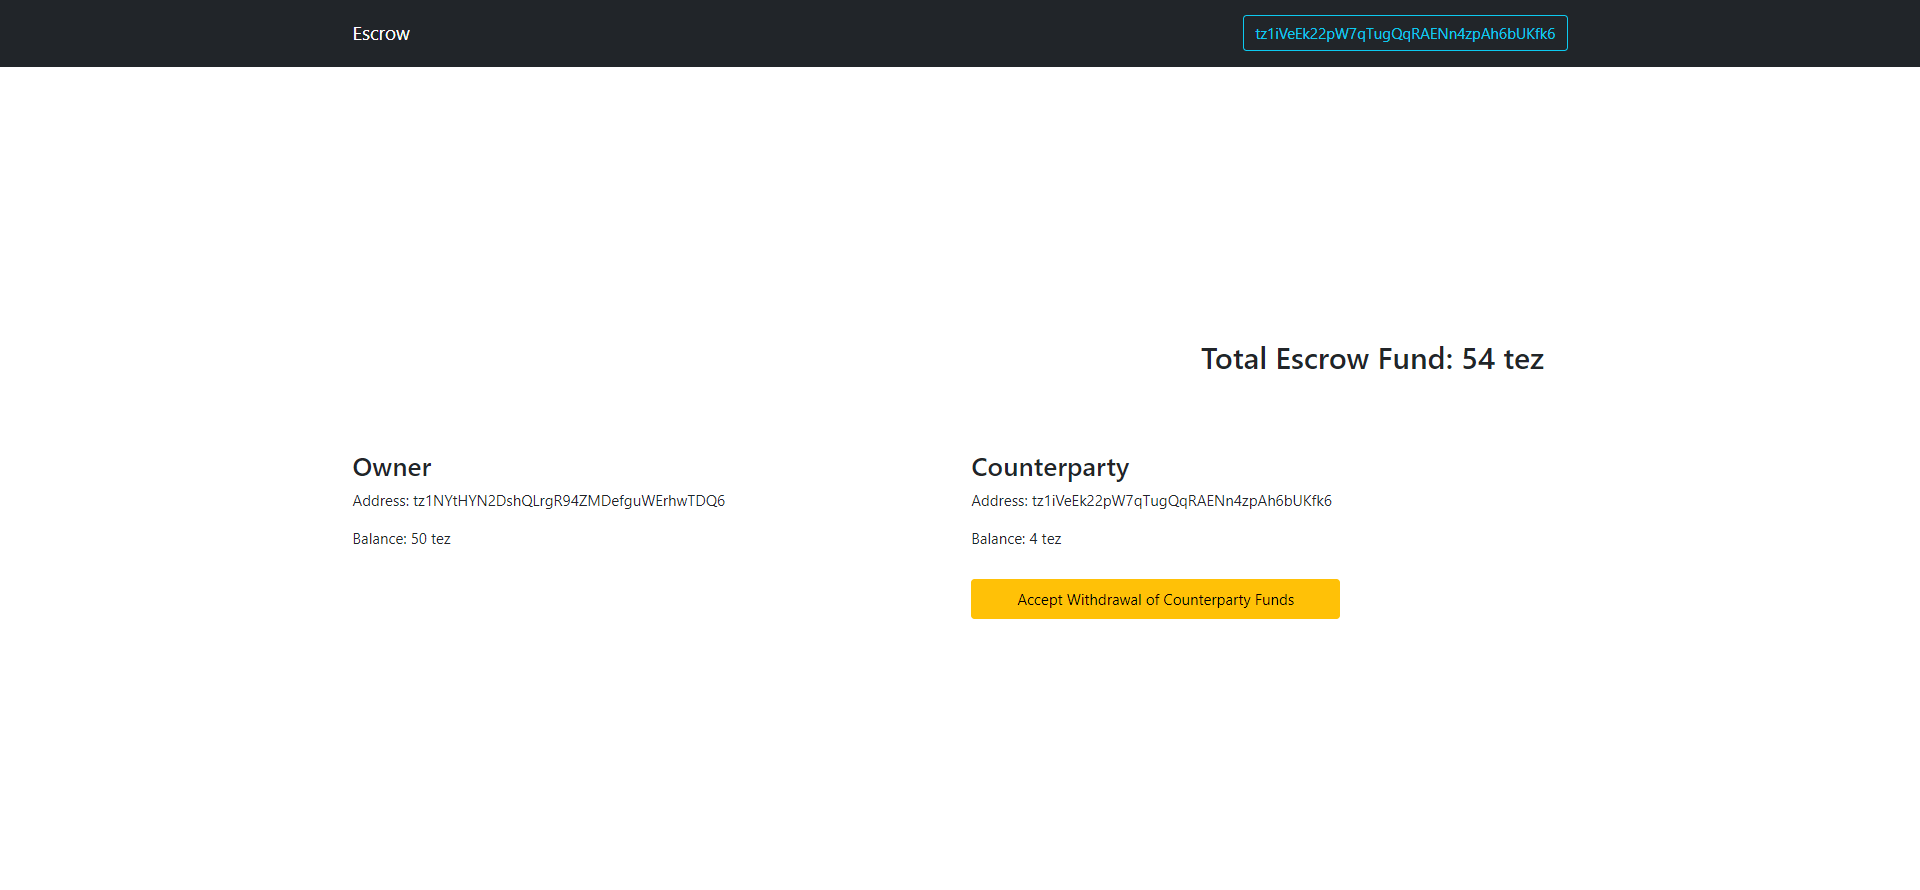 Escrow
tz1iVeEk22pW7qTugQqRAENn4zpAh6bUKfk6
Total Escrow Fund: 54 tez
Owner
Address: tz1NYtHYN2DshQLrgR94ZMDefguWErhwTDQ6
Balance: 50 tez
Counterparty
Address: tz1iVeEk22pW7qTugQqRAENn4zpAh6bUKfk6
Balance: 4 tez
Accept Withdrawal of Counterparty Funds